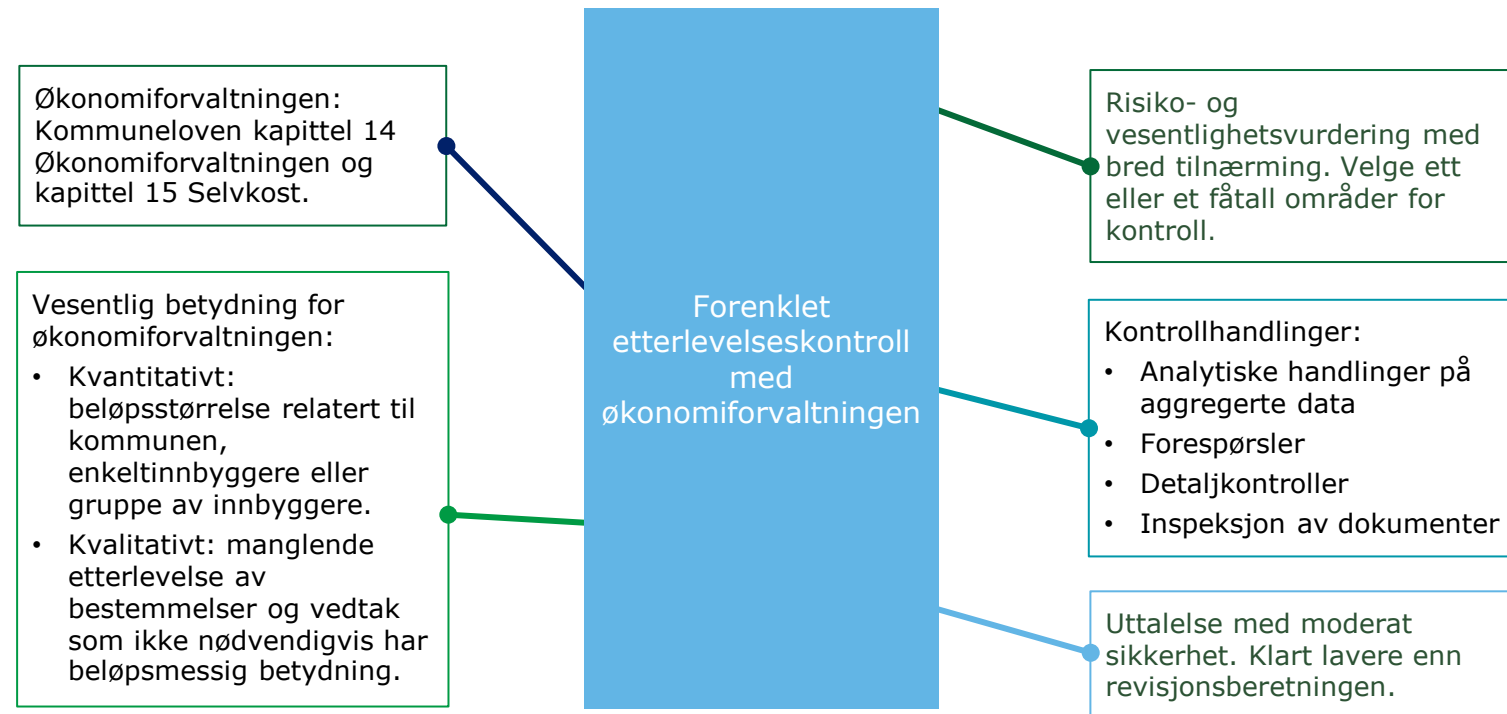 Økonomiforvaltningen:
Kommuneloven kapittel 14
Økonomiforvaltningen og
kapittel 15 Selvkost.
Vesentlig betydning for
økonomiforvaltningen:
• Kvantitativt:
beløpsstørrelse relatert til
kommunen,
enkeltinnbyggere eller
gruppe av innbyggere.
• Kvalitativt: manglende
etterlevelse av
bestemmelser og vedtak
som ikke nødvendigvis har
beløpsmessig betydning.
Forenklet
etterlevelseskontroll
med
økonomiforvaltningen
Risiko- og
vesentlighetsvurdering med
bred tilnærming. Velge ett
eller et fåtall områder for
kontroll.
Kontrollhandlinger:
• Analytiske handlinger på
aggregerte data
• Forespørsler
• Detaljkontroller
• Inspeksjon av dokumenter
Uttalelse med moderat
sikkerhet. Klart lavere enn
revisjonsberetningen.